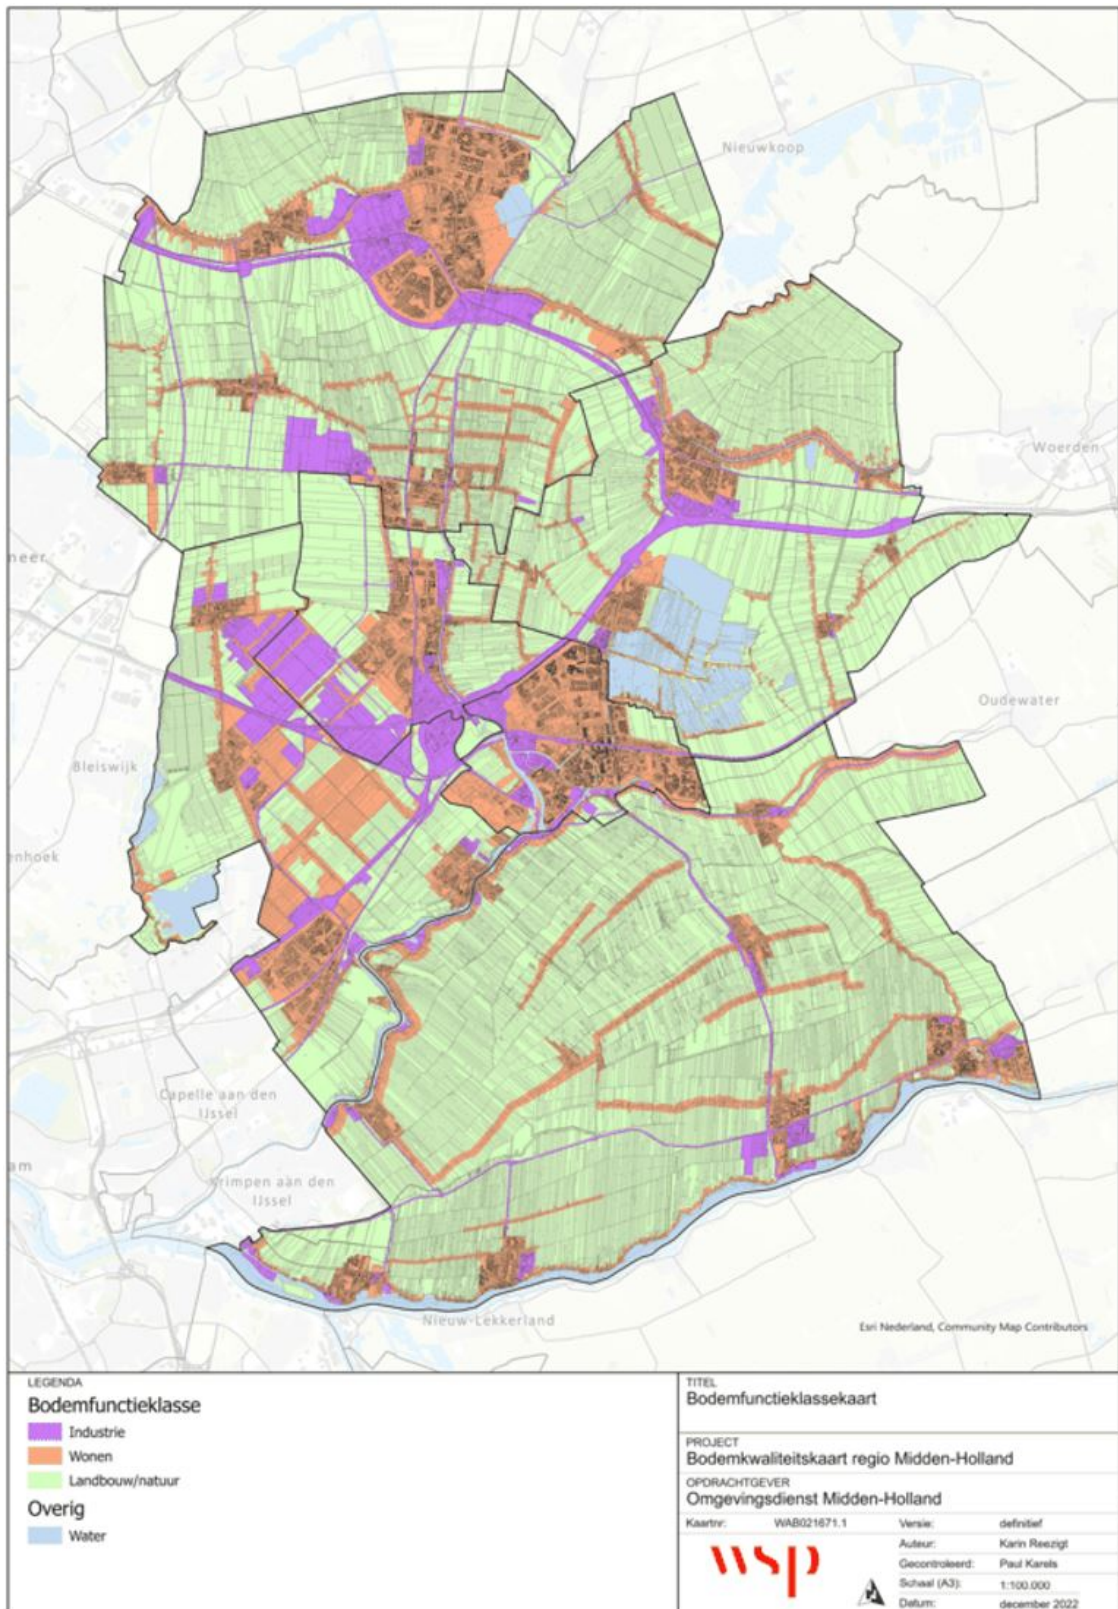 Nieuwkoop
Woerden
neer
Oudewater
Bleiswijk
enhoek
Capelle aan den
IJssel
am
Krimpen aan den
IJssel
Nieuw-Lekkerland
Esri Nederland, Community Map Contributors
LEGENDA
Bodemfunctieklasse
Industrie
Wonen
Landbouw/natuur
Overig
Water
TITEL
Bodemfunctieklassekaart
PROJECT
Bodemkwaliteitskaart regio Midden-Holland
OPDRACHTGEVER
Omgevingsdienst Midden-Holland
Kaartnr: WAB021671.1 Versie: definitief
Auteur: Karin Reezigt
Gecontroleerd: Paul Karels
Schaal (A3): 1:100.000
Datum: december 2022
wsp